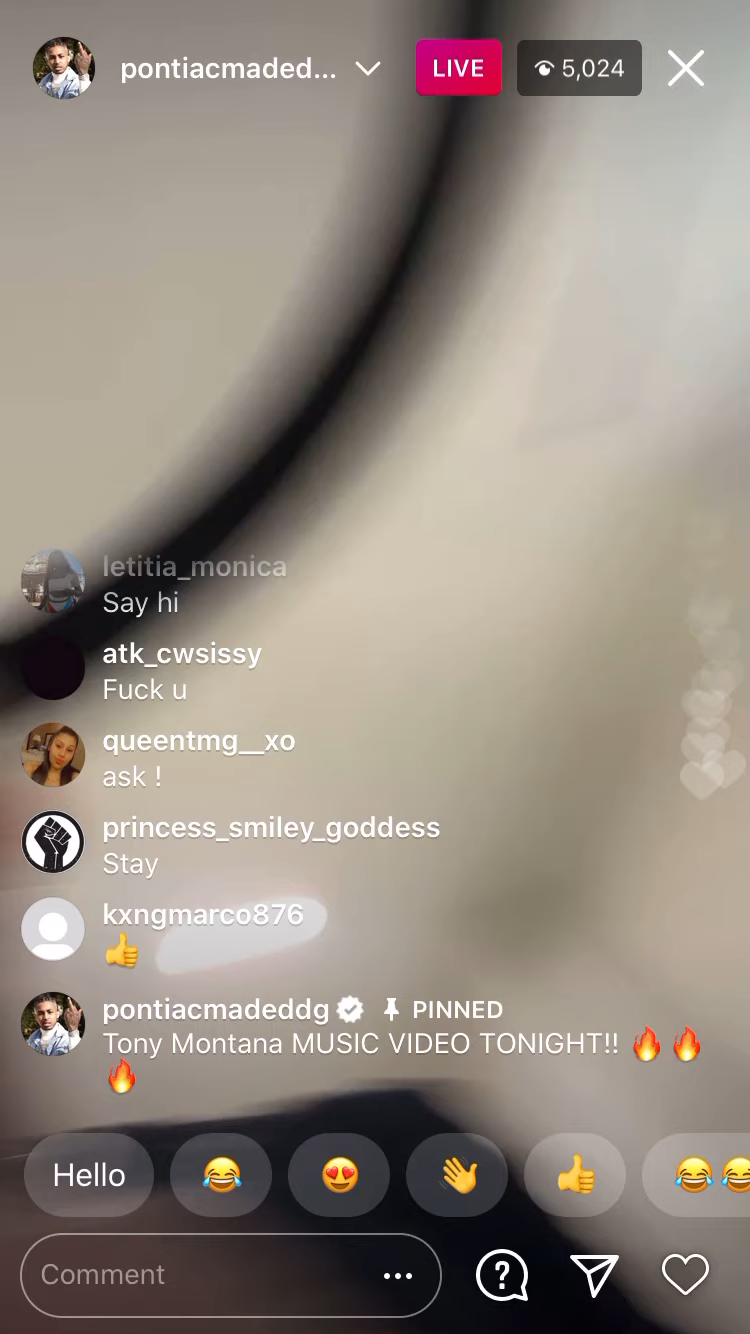 pontiacmaded...
LIVE
5,024
letitia_monica
Say hi
atk_cwsissy
Fuck u
queentmg__xo
ask !
princess_smiley_goddess
Stay
kxngmarco876
👍
pontiacmadeddg PINNED
Tony Montana MUSIC VIDEO TONIGHT!! 🔥🔥
🔥
Hello 😂 😍 👋 👍 😂😂
Comment